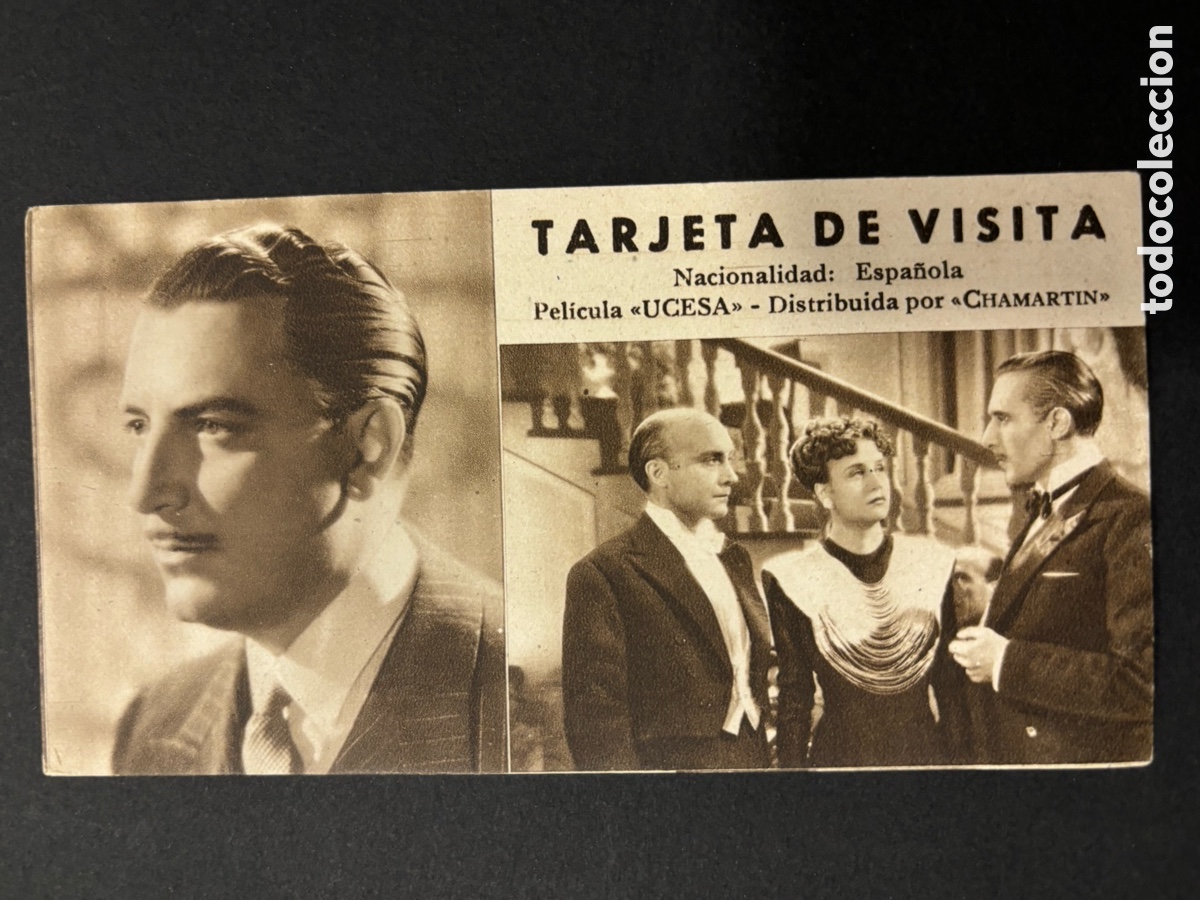 TARJETA DE VISITA
Nacionalidad: Española
Película «UCESA» - Distribuida por «CHAMARTIN»
todocoleccion